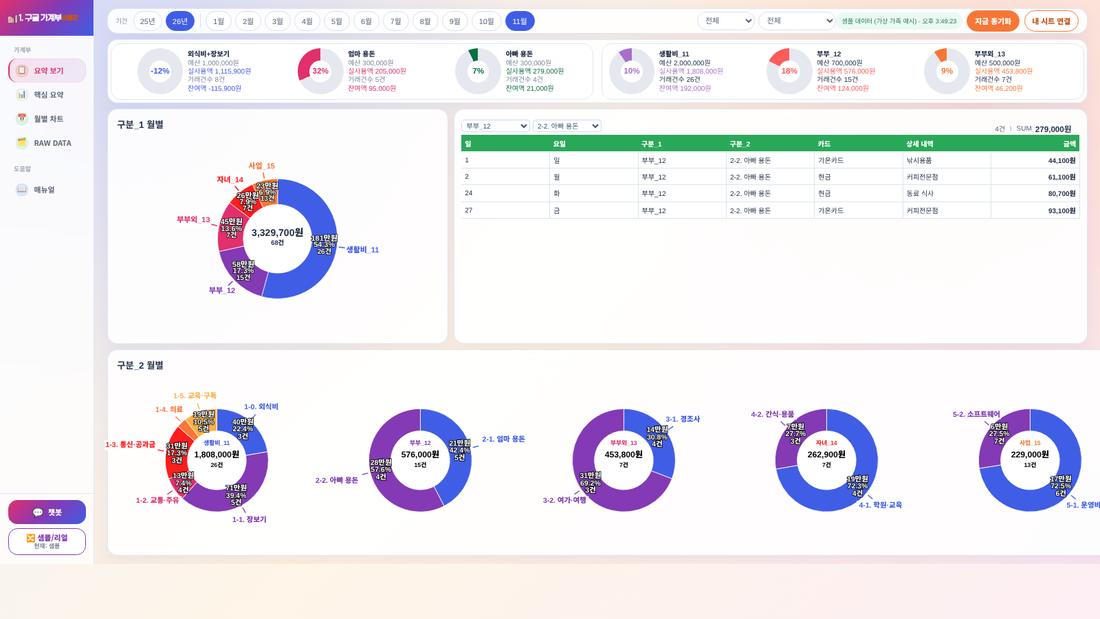 1. 구글 가계부
가계부
요약 보기
핵심 요약
월별 차트
RAW DATA
도움말
매뉴얼
챗봇
샘플/리얼
현재: 샘플
기간 25년 26년 1월 2월 3월 4월 5월 6월 7월 8월 9월 10월 11월 전체 전체 샘플 데이터 (가상 가족 예시) · 오후 3:49:23 지금 동기화 내 시트 연결
-12%
외식비+장보기
예산 1,000,000원
실사용액 1,115,900원
거래건수 8건
잔여액 -115,900원
32%
엄마 용돈
예산 300,000원
실사용액 205,000원
거래건수 5건
잔여액 95,000원
7%
아빠 용돈
예산 300,000원
실사용액 279,000원
거래건수 4건
잔여액 21,000원
10%
생활비_11
예산 2,000,000원
실사용액 1,808,000원
거래건수 26건
잔여액 192,000원
18%
부부_12
예산 700,000원
실사용액 576,000원
거래건수 15건
잔여액 124,000원
9%
부부외_13
예산 500,000원
실사용액 453,800원
거래건수 7건
잔여액 46,200원
구분_1 월별
사업_15
23만원
6.9%
13건
자녀_14
26만원
7.9%
7건
부부외_13
45만원
13.6%
7건
3,329,700원
68건
181만원
54.3%
26건
생활비_11
58만원
17.3%
15건
부부_12
부부_12 2-2. 아빠 용돈 4건 | SUM 279,000원
일 요일 구분_1 구분_2 카드 상세 내역 금액
1 일 부부_12 2-2. 아빠 용돈 가온카드 낚시용품 44,100원
2 월 부부_12 2-2. 아빠 용돈 현금 커피전문점 61,100원
24 화 부부_12 2-2. 아빠 용돈 현금 동료 식사 80,700원
27 금 부부_12 2-2. 아빠 용돈 가온카드 커피전문점 93,100원
구분_2 월별
1-5. 교육·구독
10.5%
5건
1-4. 의료
1-0. 외식비
40만원
22.4%
3건
1-3. 통신·공과금
31만원
17.3%
3건
생활비_11
1,808,000원
26건
13만원
7.4%
4건
1-2. 교통·주유
71만원
39.4%
5건
1-1. 장보기
부부_12
576,000원
15건
21만원
42.4%
5건
2-1. 엄마 용돈
28만원
57.6%
4건
2-2. 아빠 용돈
부부외_13
453,800원
7건
3-1. 경조사
14만원
30.8%
4건
31만원
69.2%
3건
3-2. 여가·여행
4-2. 간식·용품
7만원
27.7%
3건
자녀_14
262,900원
7건
19만원
72.3%
4건
4-1. 학원·교육
5-2. 소프트웨어
6만원
27.5%
7건
사업_15
229,000원
13건
17만원
72.5%
6건
5-1. 운영비